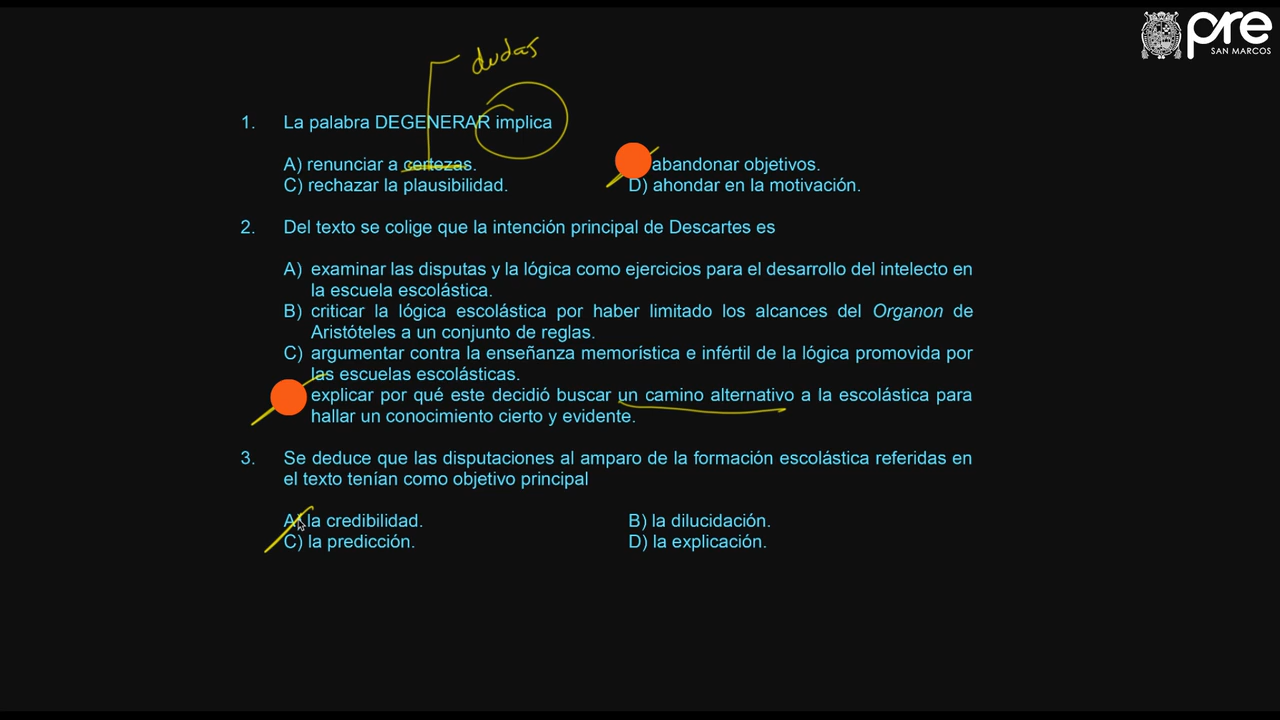 pre
SAN MARCOS
dudas
1. La palabra DEGENERAR implica
A) renunciar a certezas. abandonar objetivos.
C) rechazar la plausibilidad. D) ahondar en la motivación.
2. Del texto se colige que la intención principal de Descartes es
A) examinar las disputas y la lógica como ejercicios para el desarrollo del intelecto en
la escuela escolástica.
B) criticar la lógica escolástica por haber limitado los alcances del Organon de
Aristóteles a un conjunto de reglas.
C) argumentar contra la enseñanza memorística e infértil de la lógica promovida por
las escuelas escolásticas.
explicar por qué este decidió buscar un camino alternativo a la escolástica para
hallar un conocimiento cierto y evidente.
3. Se deduce que las disputaciones al amparo de la formación escolástica referidas en
el texto tenían como objetivo principal
A) la credibilidad. B) la dilucidación.
C) la predicción. D) la explicación.